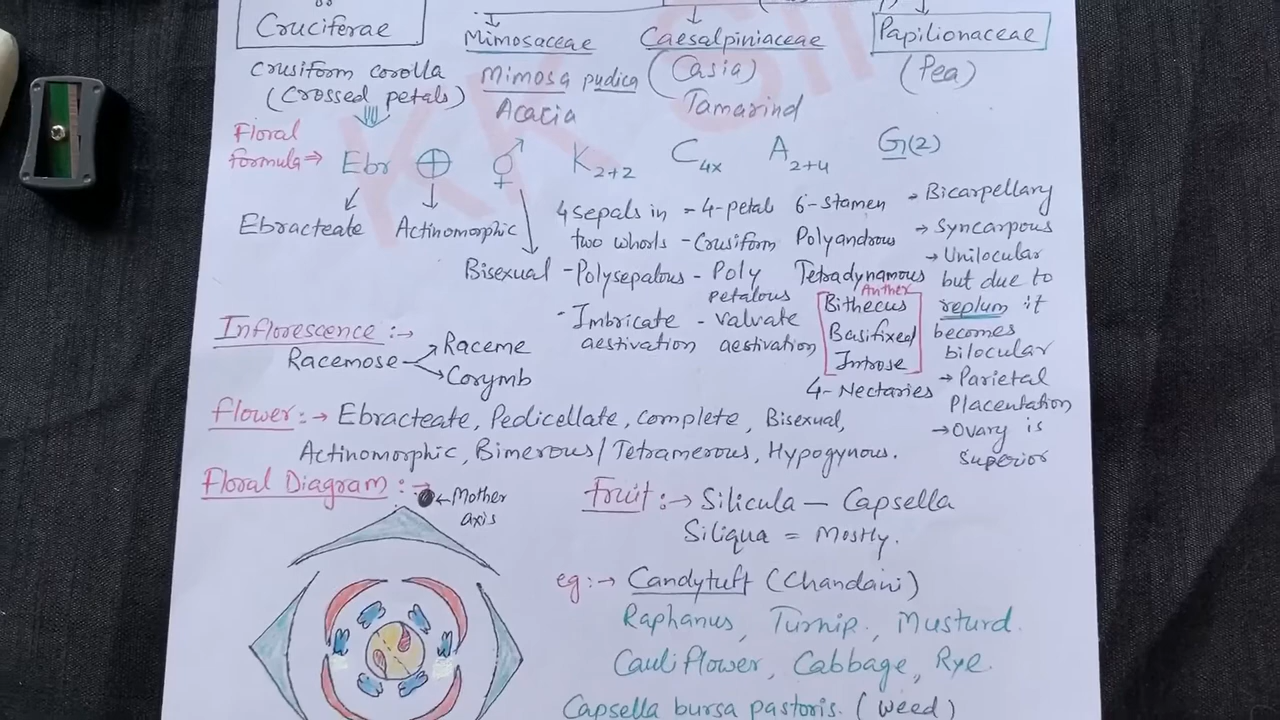 Cruciferae
Mimosaceae
Caesalpiniaceae
Papilionaceae
Crusiform corolla
(Crossed petals)
Mimosa pudica
Acacia
(Casia)
Tamarind
(Pea)
Floral
formula ⇒ Ebr ⊕ ⚥ K2+2 C4x A2+4 G(2)
Ebracteate
Actinomorphic
Bisexual
4 sepals in
two whorls
-Polysepalous
-Imbricate
aestivation
= 4-petal
-Crusiform
-Poly
petalous
-valvate
aestivation
6-stamen
Polyandrous
Tetradynamous
Anther
Bithecus
Basifixed
Introse
4-Nectaries
→ Bicarpellary
→ Syncarpous
→ Unilocular
but due to
replum it
becomes
bilocular
→ Parietal
Placentation
→ Ovary is
superior
Inflorescence :→
Racemose
Raceme
Corymb
Flower :→ Ebracteate, Pedicellate, complete, Bisexual,
Actinomorphic, Bimerous/Tetramerous, Hypogynous.
Floral Diagram :→
←Mother
axis
Fruit :→ Silicula — Capsella
Siliqua = Mostly.
eg :→ Candytuft (Chandani)
Raphanus, Turnip, Musturd.
Cauliflower, Cabbage, Rye.
Capsella bursa pastoris. (weed)
KK Sir